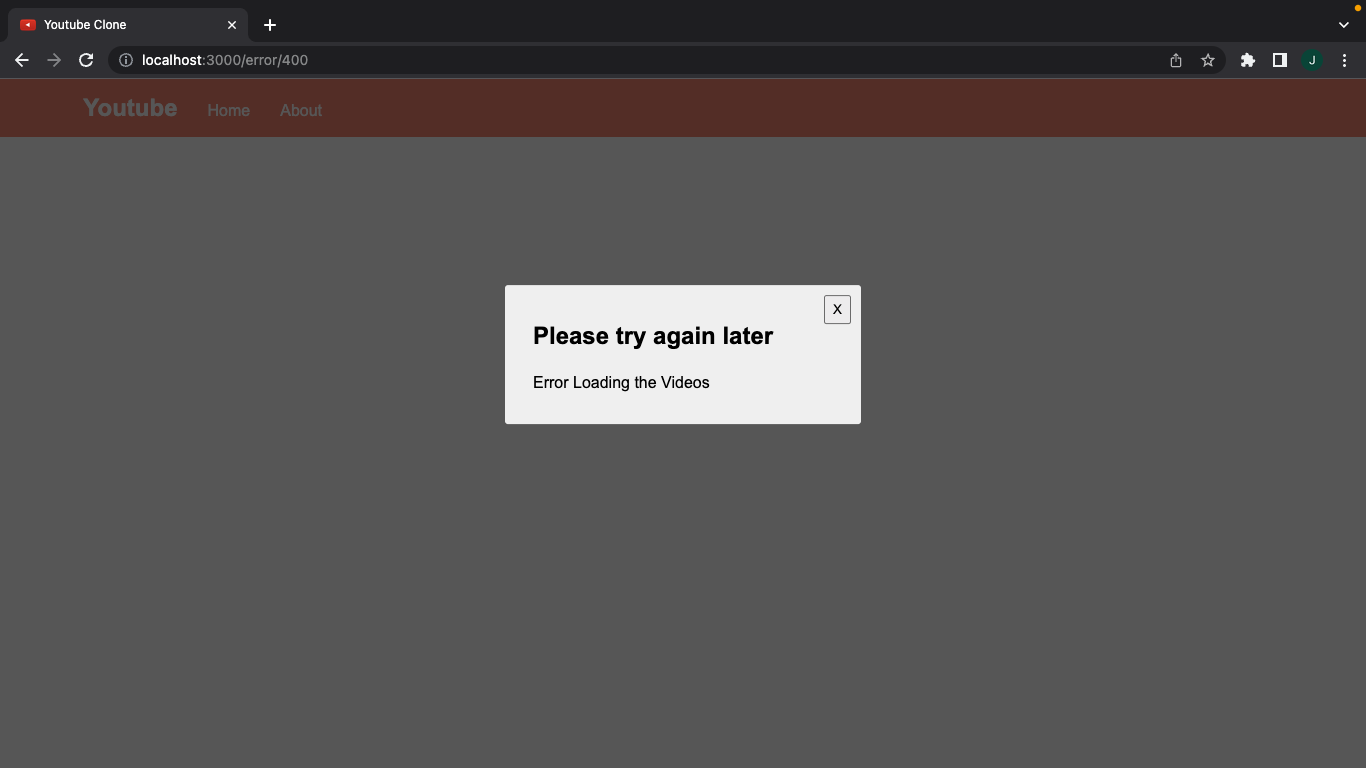 Youtube Clone
localhost:3000/error/400
J
Youtube Home About
X
Please try again later
Error Loading the Videos